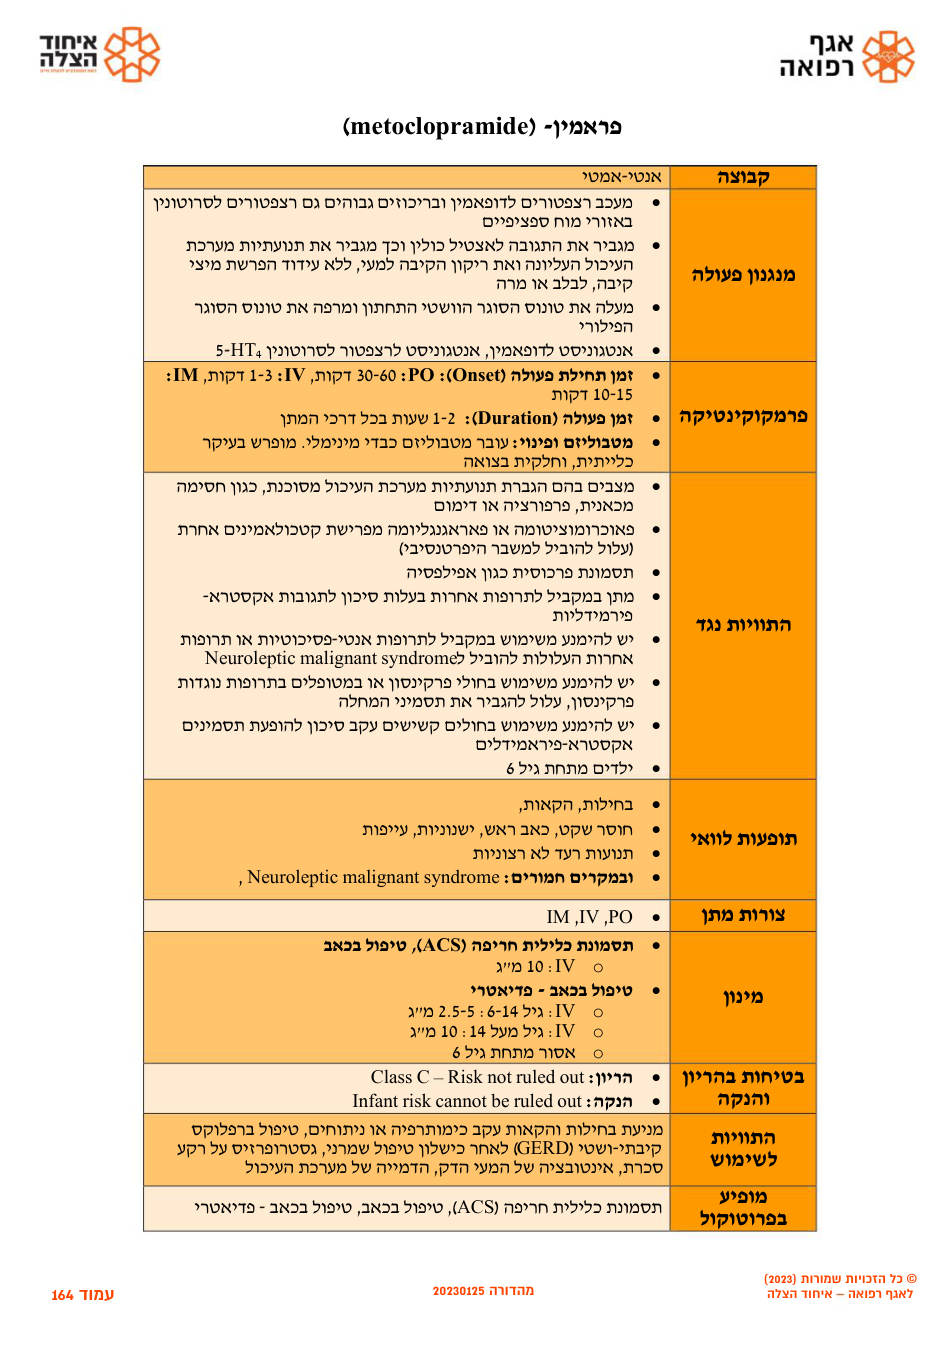 איחוד
הצלה
אגף
רפואה
פראמין- (metoclopramide)
קבוצה
אנטי-אמטי
מנגנון פעולה
• מעכב רצפטורים לדופאמין ובריכוזים גבוהים גם רצפטורים לסרוטונין
באזורי מוח ספציפיים
• מגביר את התגובה לאצטיל כולין וכך מגביר את תנועתיות מערכת
העיכול העליונה ואת ריקון הקיבה למעי, ללא עידוד הפרשת מיצי
קיבה, לבלב או מרה
• מעלה את טונוס הסוגר הוושטי התחתון ומרפה את טונוס הסוגר
הפילורי
• אנטגוניסט לדופאמין, אנטגוניסט לרצפטור לסרוטונין 5-HT₄
פרמקוקינטיקה
• זמן תחילת פעולה (Onset): PO: 30-60 דקות, IV: 1-3 דקות, IM:
10-15 דקות
• זמן פעולה (Duration): 1-2 שעות בכל דרכי המתן
• מטבוליזם ופינוי: עובר מטבוליזם כבדי מינימלי. מופרש בעיקר
כלייתית, וחלקית בצואה
התוויות נגד
• מצבים בהם הגברת תנועתיות מערכת העיכול מסוכנת, כגון חסימה
מכאנית, פרפורציה או דימום
• פאוכרומוציטומה או פאראגנגליומה מפרישת קטכולאמינים אחרת
(עלול להוביל למשבר היפרטנסיבי)
• תסמונת פרכוסית כגון אפילפסיה
• מתן במקביל לתרופות אחרות בעלות סיכון לתגובות אקסטרא-
פירמידליות
• יש להימנע משימוש במקביל לתרופות אנטי-פסיכוטיות או תרופות
אחרות העלולות להוביל לNeuroleptic malignant syndrome
• יש להימנע משימוש בחולי פרקינסון או במטופלים בתרופות נוגדות
פרקינסון, עלול להגביר את תסמיני המחלה
• יש להימנע משימוש בחולים קשישים עקב סיכון להופעת תסמינים
אקסטרא-פיראמידלים
• ילדים מתחת גיל 6
תופעות לוואי
• בחילות, הקאות,
• חוסר שקט, כאב ראש, ישנוניות, עייפות
• תנועות רעד לא רצוניות
• ובמקרים חמורים: Neuroleptic malignant syndrome ,
צורות מתן
• IM ,IV ,PO
מינון
• תסמונת כלילית חריפה (ACS), טיפול בכאב
o IV: 10 מ״ג
• טיפול בכאב - פדיאטרי
o IV: גיל 6-14: 2.5-5 מ״ג
o IV: גיל מעל 14: 10 מ״ג
o אסור מתחת גיל 6
בטיחות בהריון
והנקה
• הריון: Class C – Risk not ruled out
• הנקה: Infant risk cannot be ruled out
התוויות
לשימוש
מניעת בחילות והקאות עקב כימותרפיה או ניתוחים, טיפול ברפלוקס
קיבתי-ושטי (GERD) לאחר כישלון טיפול שמרני, גסטרופרזיס על רקע
סכרת, אינטובציה של המעי הדק, הדמייה של מערכת העיכול
מופיע
בפרוטוקול
תסמונת כלילית חריפה (ACS), טיפול בכאב, טיפול בכאב - פדיאטרי
© כל הזכויות שמורות (2023)
לאגף רפואה – איחוד הצלה
מהדורה 20230125
עמוד 164